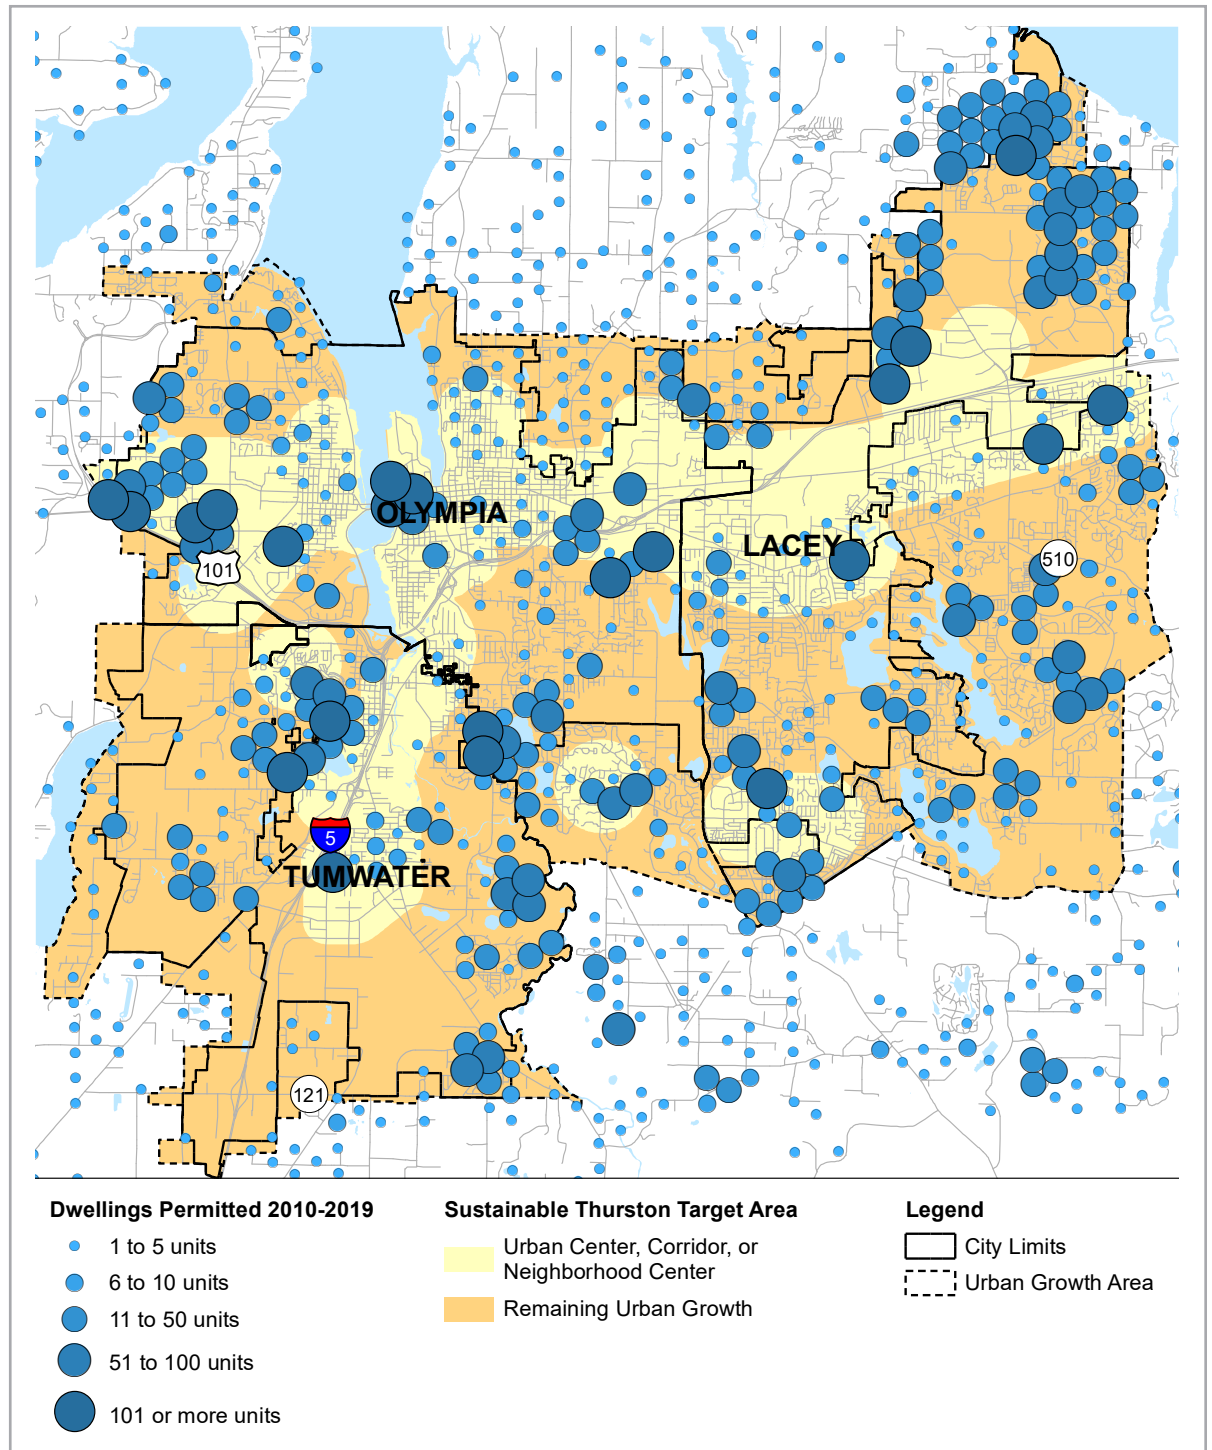 OLYMPIA
LACEY
510
101
5
TUMWATER
121
Dwellings Permitted 2010-2019
1 to 5 units
6 to 10 units
11 to 50 units
51 to 100 units
101 or more units
Sustainable Thurston Target Area
Urban Center, Corridor, or
Neighborhood Center
Remaining Urban Growth
Legend
City Limits
Urban Growth Area